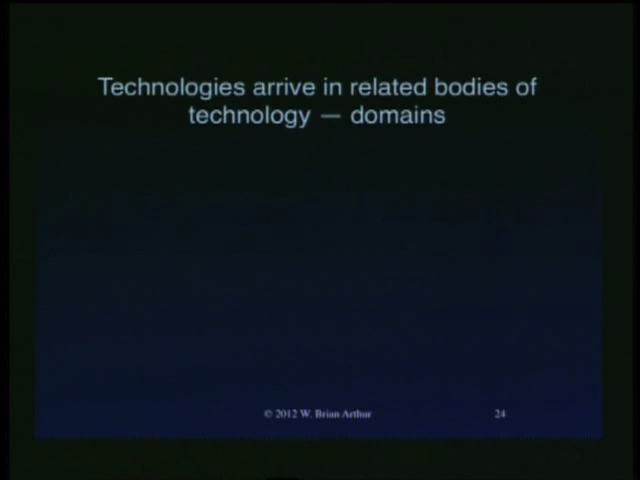 Technologies arrive in related bodies of
technology — domains
© 2012 W. Brian Arthur
24